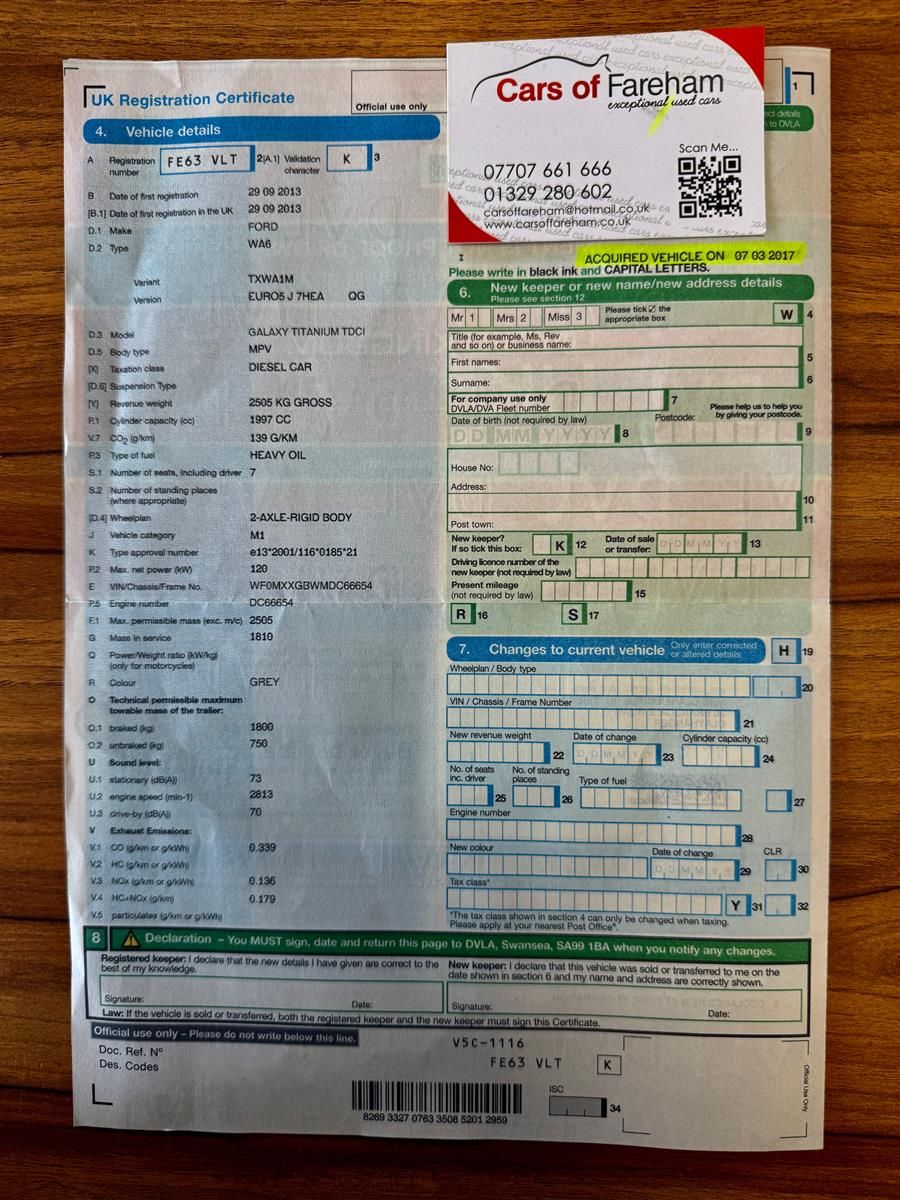 UK Registration Certificate
Official use only
1
4. Vehicle details
A Registration number FE63 VLT 2[A.1] Validation character K 3
B Date of first registration 29 09 2013
[B.1] Date of first registration in the UK 29 09 2013
D.1 Make FORD
D.2 Type WA6
Variant TXWA1M
Version EURO5 J 7HEA QG
D.3 Model GALAXY TITANIUM TDCI
D.5 Body type MPV
[X] Taxation class DIESEL CAR
[D.6] Suspension Type
[Y] Revenue weight 2505 KG GROSS
P.1 Cylinder capacity (cc) 1997 CC
V.7 CO2 (g/km) 139 G/KM
P.3 Type of fuel HEAVY OIL
S.1 Number of seats, including driver 7
S.2 Number of standing places
(where appropriate)
[D.4] Wheelplan 2-AXLE-RIGID BODY
J Vehicle category M1
K Type approval number e13*2001/116*0185*21
P.2 Max. net power (kW) 120
E VIN/Chassis/Frame No. WF0MXXGBWMDC66654
P.5 Engine number DC66654
F.1 Max. permissible mass (exc. m/c) 2505
G Mass in service 1810
Q Power/Weight ratio (kW/kg)
(only for motorcycles)
R Colour GREY
O Technical permissible maximum
towable mass of the trailer:
O.1 braked (kg) 1800
O.2 unbraked (kg) 750
U Sound level:
U.1 stationary (dB(A)) 73
U.2 engine speed (min-1) 2813
U.3 drive-by (dB(A)) 70
V Exhaust Emissions:
V.1 CO (g/km or g/kWh) 0.339
V.2 HC (g/km or g/kWh)
V.3 NOx (g/km or g/kWh) 0.136
V.4 HC+NOx (g/km) 0.179
V.5 particulates (g/km or g/kWh)
Cars of Fareham
exceptional used cars
Scan Me...
07707 661 666
01329 280 602
carsoffareham@hotmail.co.uk
www.carsoffareham.co.uk
details
to DVLA
ACQUIRED VEHICLE ON 07 03 2017
Please write in black ink and CAPITAL LETTERS.
6. New keeper or new name/new address details
Please see section 12
Mr 1 Mrs 2 Miss 3 Please tick ☑ the appropriate box W 4
Title (for example, Ms, Rev
and so on) or business name:
First names: 5
Surname: 6
For company use only
DVLA/DVA Fleet number 7
Please help us to help you
by giving your postcode.
Date of birth (not required by law) Postcode:
D D M M Y Y Y Y 8 9
House No:
Address:
10
Post town: 11
New keeper?
If so tick this box: K 12 Date of sale or transfer: D D M M Y Y 13
Driving licence number of the
new keeper (not required by law)
Present mileage
(not required by law) 15
R 16 S 17
7. Changes to current vehicle Only enter corrected or altered details H 19
Wheelplan / Body type
20
VIN / Chassis / Frame Number
21
New revenue weight Date of change Cylinder capacity (cc)
22 D D M M Y Y 23 24
No. of seats inc. driver No. of standing places Type of fuel
25 26 27
Engine number
28
New colour Date of change CLR
D D M M Y Y 29 30
Tax class*
Y 31 32
*The tax class shown in section 4 can only be changed when taxing.
Please apply at your nearest Post Office®.
8 Declaration – You MUST sign, date and return this page to DVLA, Swansea, SA99 1BA when you notify any changes.
Registered keeper: I declare that the new details I have given are correct to the
best of my knowledge.
Signature: Date:
New keeper: I declare that this vehicle was sold or transferred to me on the
date shown in section 6 and my name and address are correctly shown.
Signature: Date:
Law: If the vehicle is sold or transferred, both the registered keeper and the new keeper must sign this Certificate.
Official use only – Please do not write below this line.
Doc. Ref. Nº
Des. Codes
V5C-1116
FE63 VLT K
8269 3327 0763 3508 5201 2959
ISC
34
Official Use Only